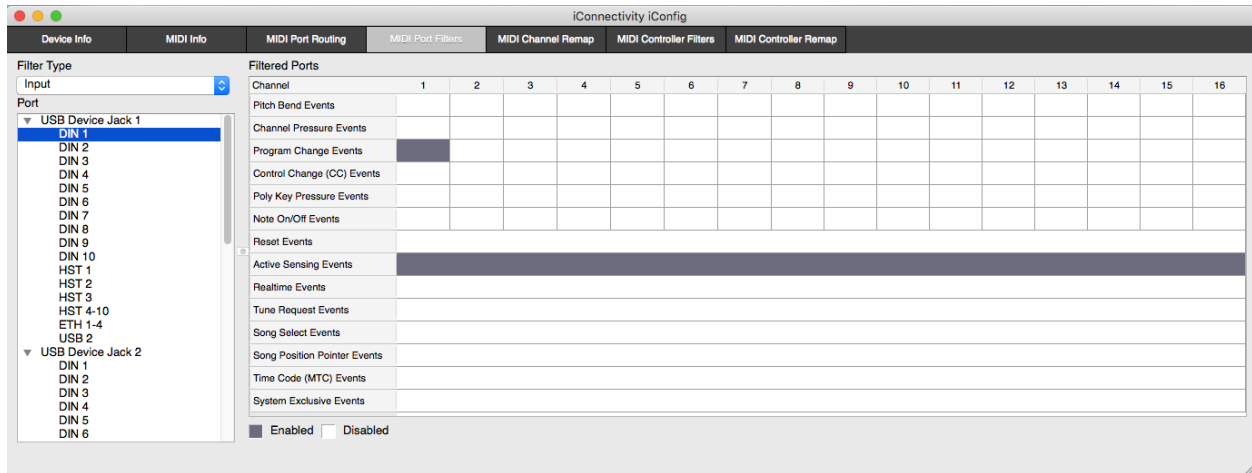 iConnectivity iConfig
Device Info MIDI Info MIDI Port Routing MIDI Port Filters MIDI Channel Remap MIDI Controller Filters MIDI Controller Remap
Filter Type
Input
Port
USB Device Jack 1
DIN 1
DIN 2
DIN 3
DIN 4
DIN 5
DIN 6
DIN 7
DIN 8
DIN 9
DIN 10
HST 1
HST 2
HST 3
HST 4-10
ETH 1-4
USB 2
USB Device Jack 2
DIN 1
DIN 2
DIN 3
DIN 4
DIN 5
DIN 6
Filtered Ports
Channel 1 2 3 4 5 6 7 8 9 10 11 12 13 14 15 16
Pitch Bend Events
Channel Pressure Events
Program Change Events
Control Change (CC) Events
Poly Key Pressure Events
Note On/Off Events
Reset Events
Active Sensing Events
Realtime Events
Tune Request Events
Song Select Events
Song Position Pointer Events
Time Code (MTC) Events
System Exclusive Events
Enabled Disabled